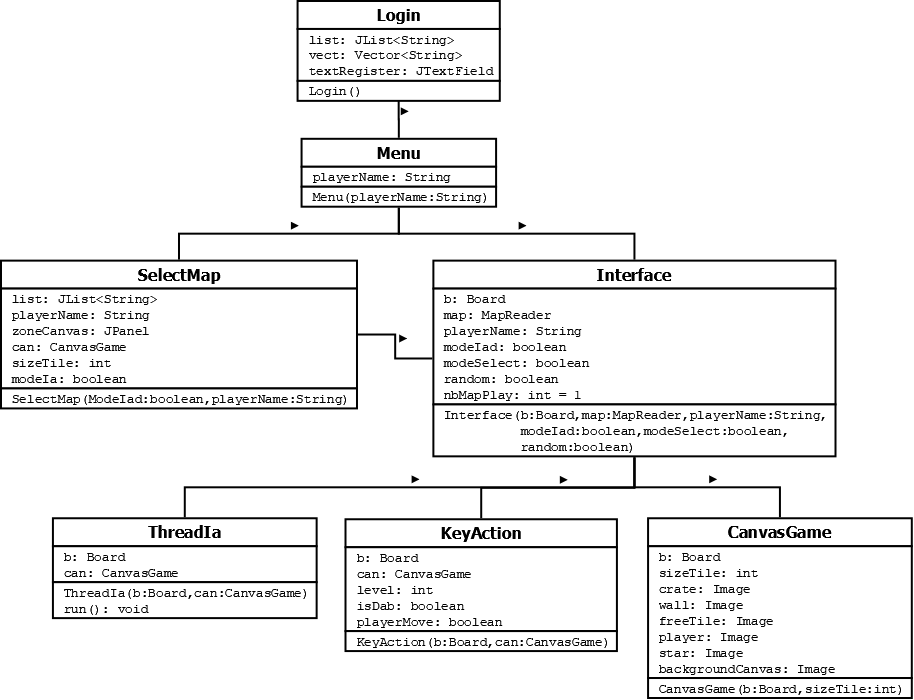 Login
list: JList<String>
vect: Vector<String>
textRegister: JTextField
Login()
Menu
playerName: String
Menu(playerName:String)
SelectMap
list: JList<String>
playerName: String
zoneCanvas: JPanel
can: CanvasGame
sizeTile: int
modeIa: boolean
SelectMap(ModeIad:boolean,playerName:String)
Interface
b: Board
map: MapReader
playerName: String
modeIad: boolean
modeSelect: boolean
random: boolean
nbMapPlay: int = 1
Interface(b:Board,map:MapReader,playerName:String,
modeIad:boolean,modeSelect:boolean,
random:boolean)
ThreadIa
b: Board
can: CanvasGame
ThreadIa(b:Board,can:CanvasGame)
run(): void
KeyAction
b: Board
can: CanvasGame
level: int
isDab: boolean
playerMove: boolean
KeyAction(b:Board,can:CanvasGame)
CanvasGame
b: Board
sizeTile: int
crate: Image
wall: Image
freeTile: Image
player: Image
star: Image
backgroundCanvas: Image
CanvasGame(b:Board,sizeTile:int)